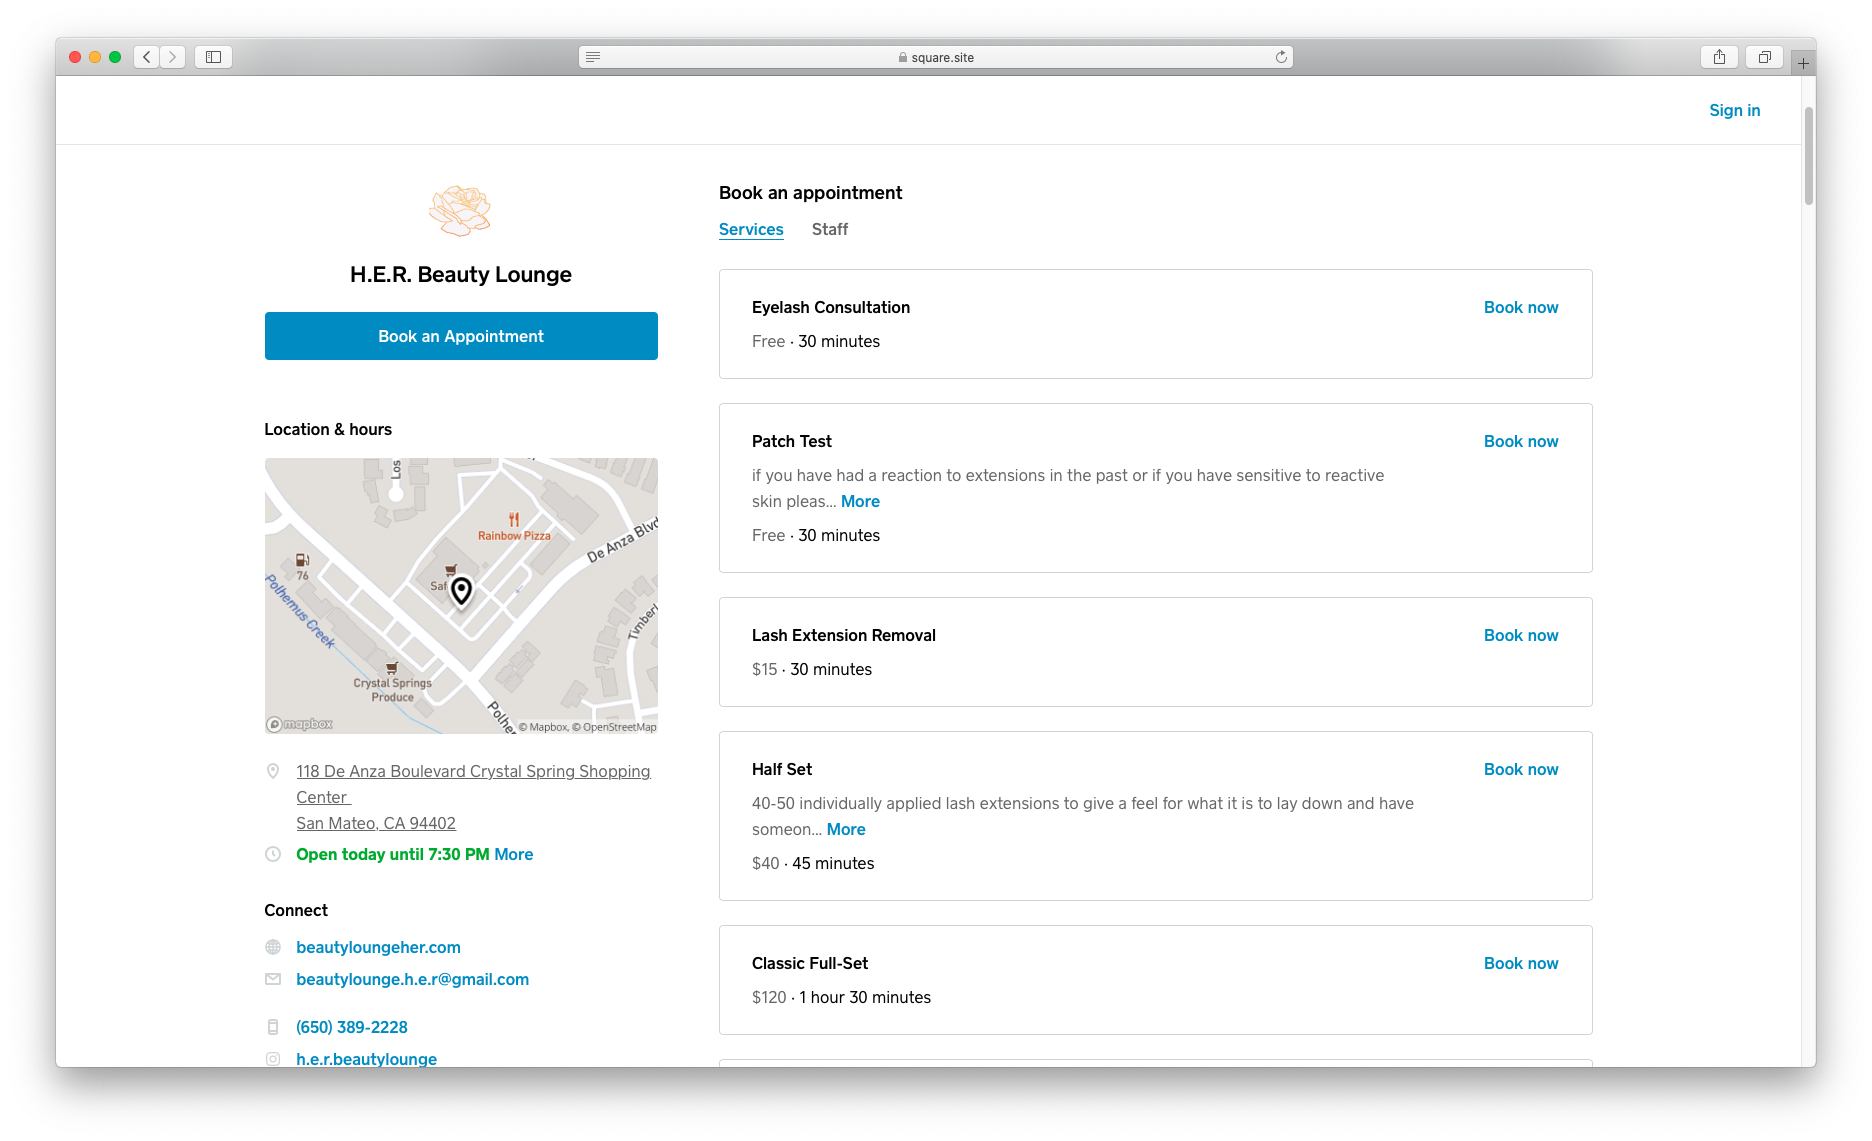 square.site
Sign in
H.E.R. Beauty Lounge
Book an Appointment
Location & hours
Los
Rainbow Pizza
De Anza Blvd
76
Saf
Polhemus Creek
Crystal Springs
Produce
mapbox
© Mapbox, © OpenStreetMap
118 De Anza Boulevard Crystal Spring Shopping
Center
San Mateo, CA 94402
Open today until 7:30 PM More
Connect
beautyloungeher.com
beautylounge.h.e.r@gmail.com
(650) 389-2228
h.e.r.beautylounge
Book an appointment
Services Staff
Eyelash Consultation Book now
Free · 30 minutes
Patch Test Book now
if you have had a reaction to extensions in the past or if you have sensitive to reactive
skin pleas... More
Free · 30 minutes
Lash Extension Removal Book now
$15 · 30 minutes
Half Set Book now
40-50 individually applied lash extensions to give a feel for what it is to lay down and have
someon... More
$40 · 45 minutes
Classic Full-Set Book now
$120 · 1 hour 30 minutes